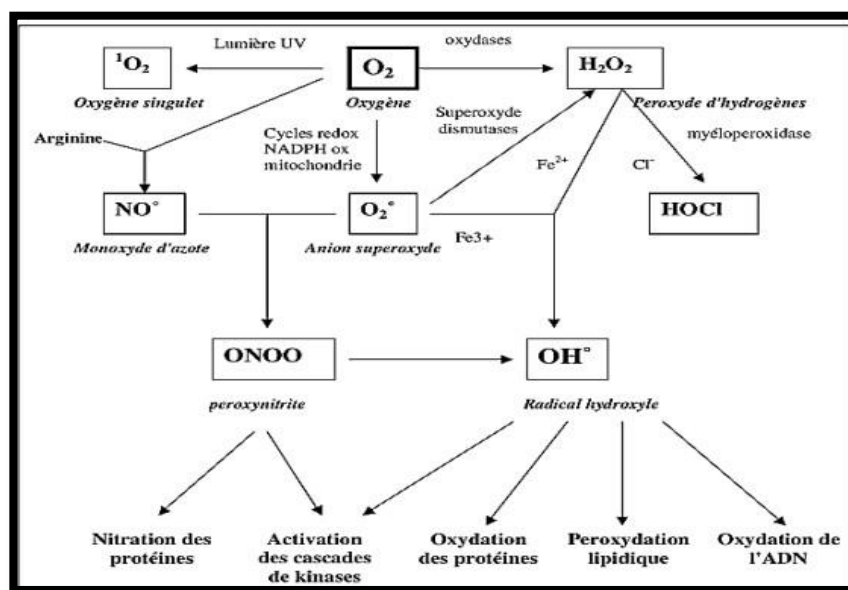 Lumière UV
oxydases
¹O₂
O₂
H₂O₂
Oxygène singulet
Oxygène
Peroxyde d'hydrogènes
Arginine
Cycles redox
NADPH ox
mitochondrie
Superoxyde
dismutases
myéloperoxidase
Fe²⁺
Cl⁻
NO°
O₂°
HOCl
Monoxyde d'azote
Anion superoxyde
Fe3+
ONOO
OH°
peroxynitrite
Radical hydroxyle
Nitration des
protéines
Activation
des cascades
de kinases
Oxydation
des protéines
Peroxydation
lipidique
Oxydation de
l'ADN